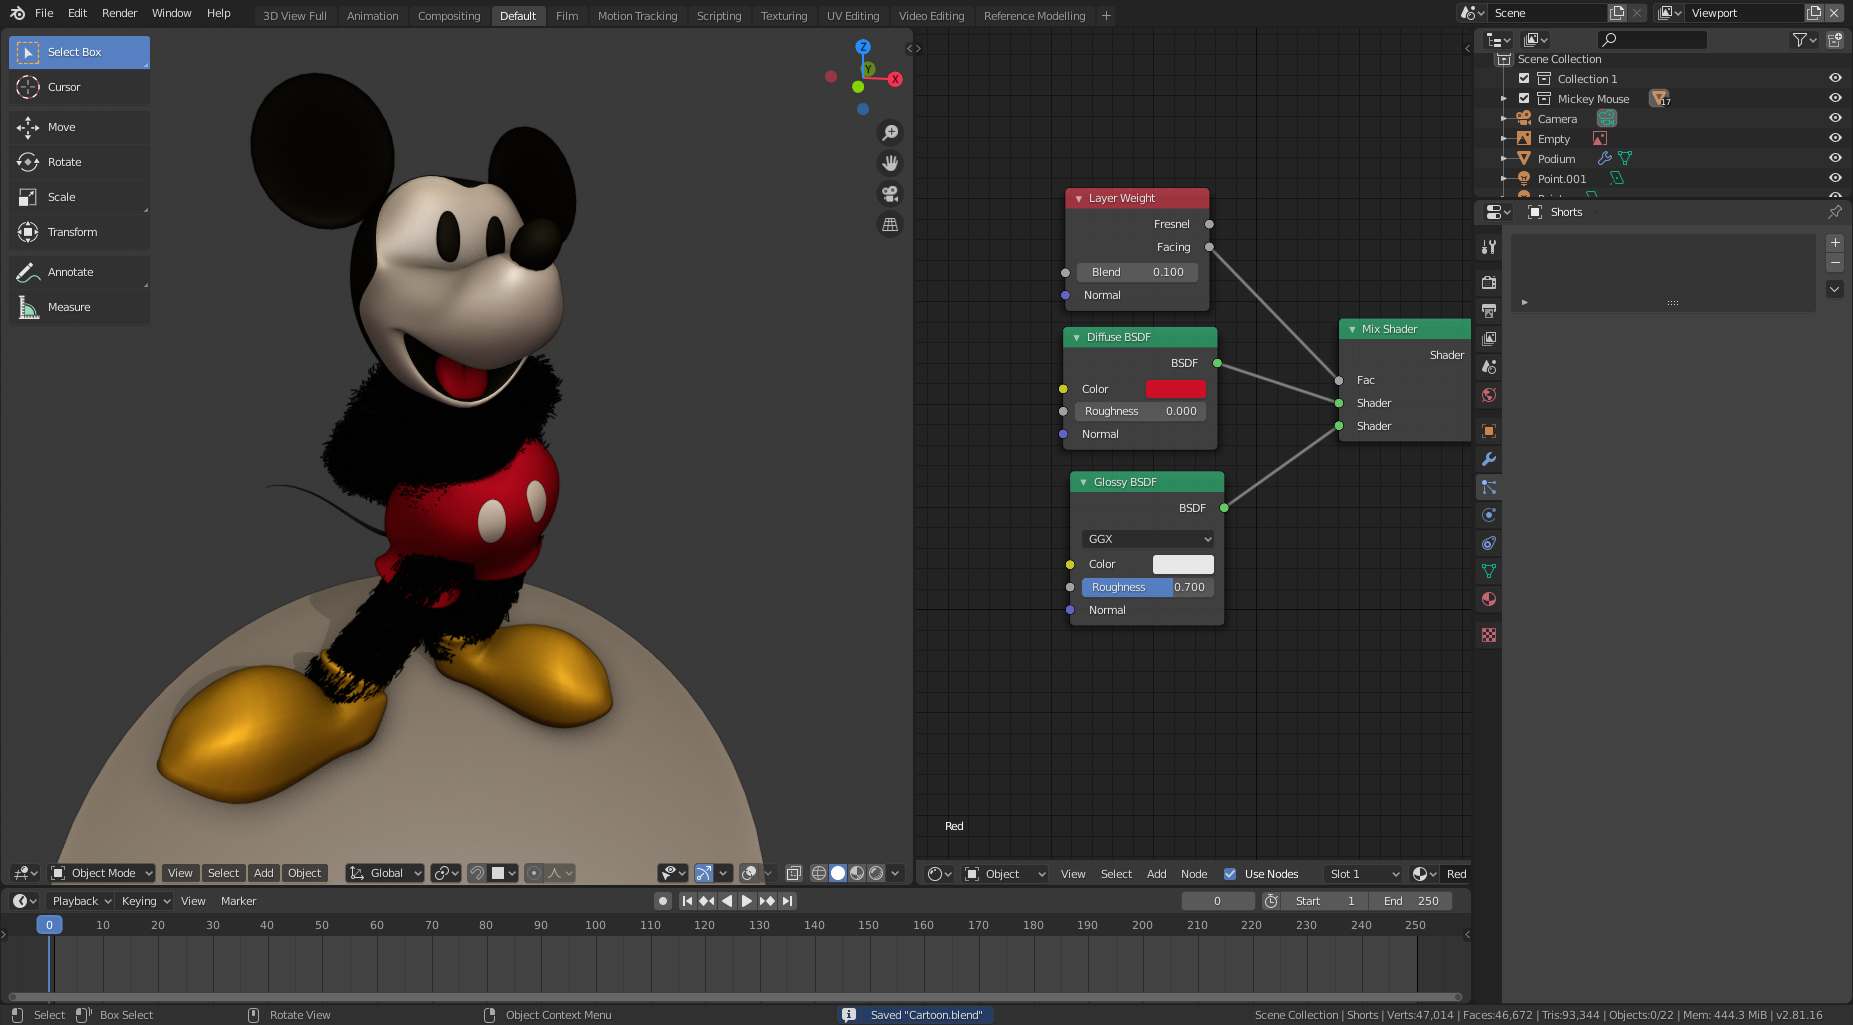 File Edit Render Window Help 3D View Full Animation Compositing Default Film Motion Tracking Scripting Texturing UV Editing Video Editing Reference Modelling + Scene Viewport
Select Box
Cursor
Move
Rotate
Scale
Transform
Annotate
Measure
Z
Y
X
Layer Weight
Fresnel
Facing
Blend 0.100
Normal
Diffuse BSDF
BSDF
Color
Roughness 0.000
Normal
Glossy BSDF
BSDF
GGX
Color
Roughness 0.700
Normal
Mix Shader
Shader
Fac
Shader
Shader
Red
Scene Collection
Collection 1
Mickey Mouse 17
Camera
Empty
Podium
Point.001
Shorts
Object Mode View Select Add Object Global
Object View Select Add Node Use Nodes Slot 1 Red
Playback Keying View Marker 0 Start 1 End 250
0 10 20 30 40 50 60 70 80 90 100 110 120 130 140 150 160 170 180 190 200 210 220 230 240 250
Select Box Select Rotate View Object Context Menu Saved "Cartoon.blend" Scene Collection | Shorts | Verts:47,014 | Faces:46,672 | Tris:93,344 | Objects:0/22 | Mem: 444.3 MiB | v2.81.16